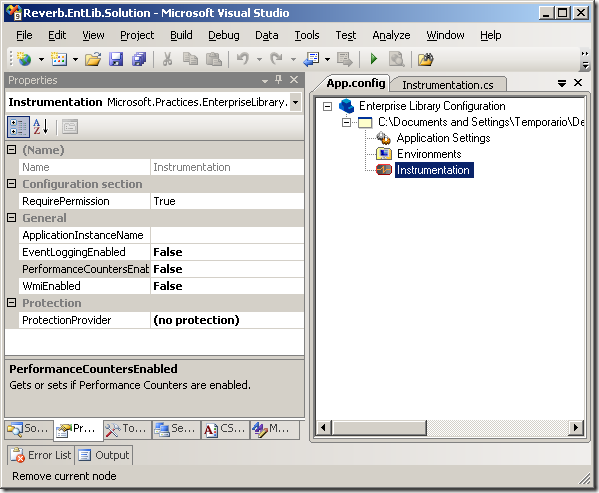 Reverb.EntLib.Solution - Microsoft Visual Studio
File Edit View Project Build Debug Data Tools Test Analyze Window Help
Properties
Instrumentation Microsoft.Practices.EnterpriseLibrary.
(Name)
Name Instrumentation
Configuration section
RequirePermission True
General
ApplicationInstanceName
EventLoggingEnabled False
PerformanceCountersEnab False
WmiEnabled False
Protection
ProtectionProvider (no protection)
PerformanceCountersEnabled
Gets or sets if Performance Counters are enabled.
So... Pr... To... Se... CS... M...
App.config Instrumentation.cs
Enterprise Library Configuration
C:\Documents and Settings\Temporario\De
Application Settings
Environments
Instrumentation
Error List Output
Remove current node